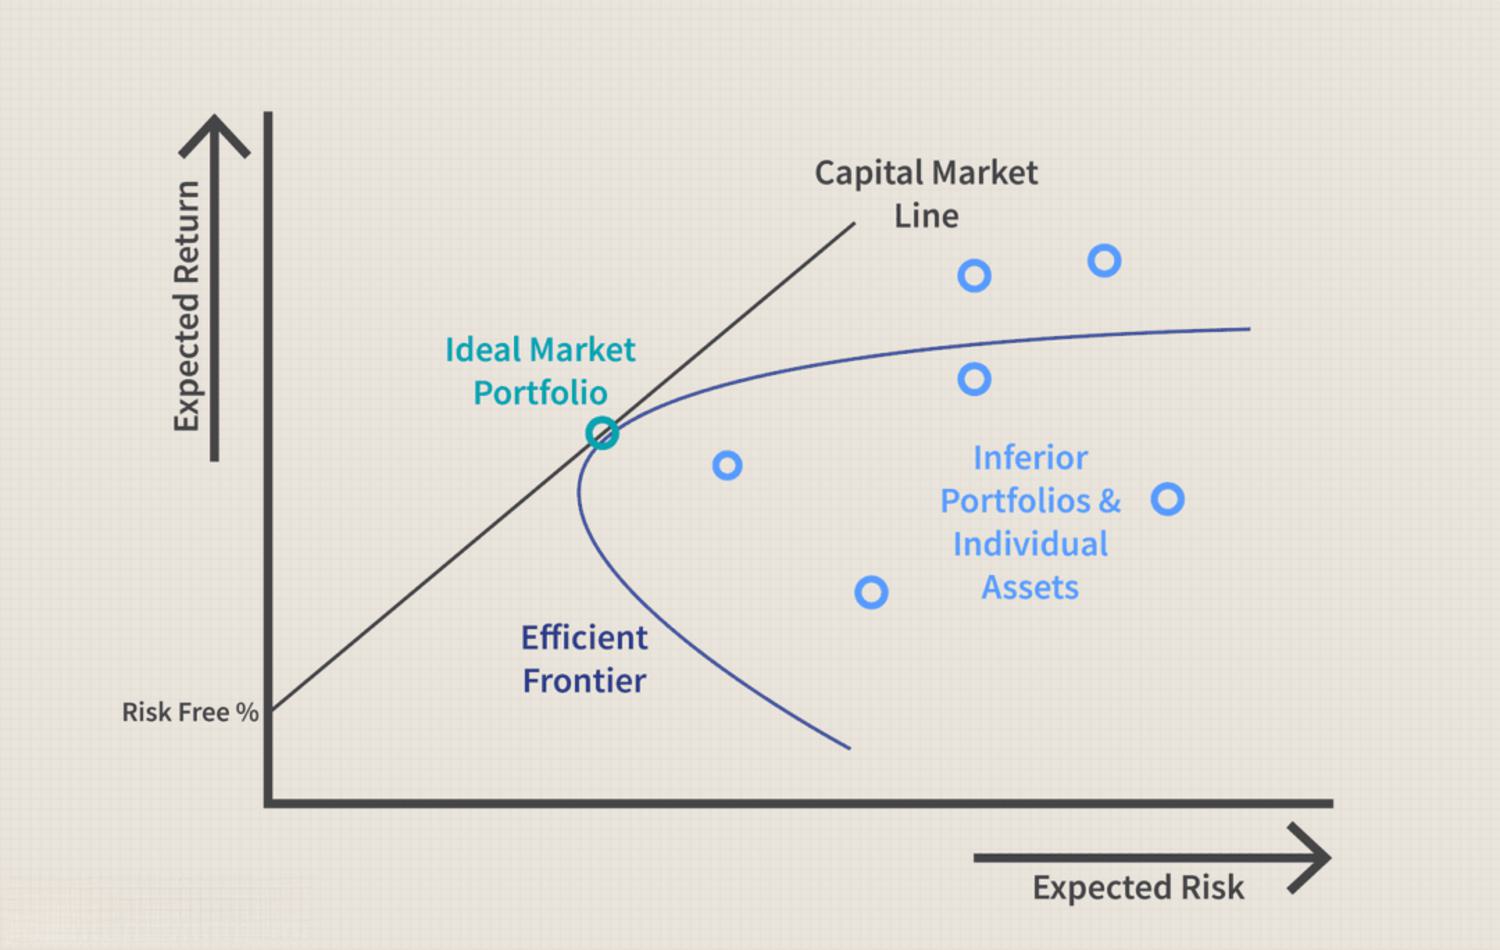 Expected Return
Capital Market
Line
Ideal Market
Portfolio
Inferior
Portfolios &
Individual
Assets
Efficient
Frontier
Risk Free %
Expected Risk